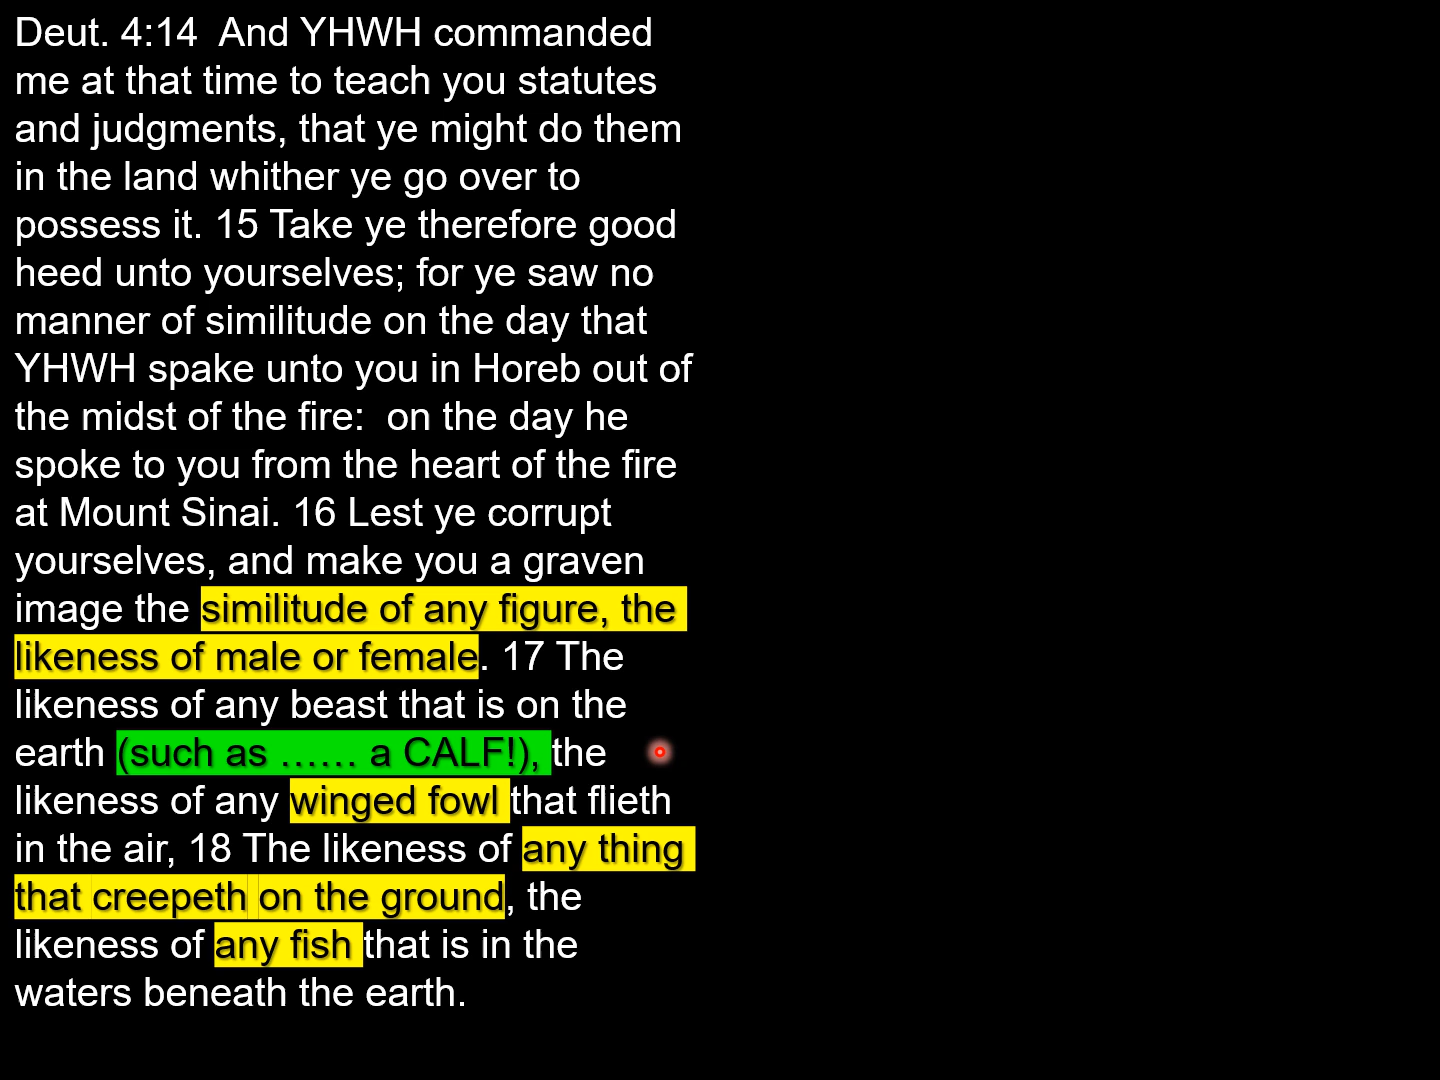 Deut. 4:14  And YHWH commanded
me at that time to teach you statutes
and judgments, that ye might do them
in the land whither ye go over to
possess it. 15 Take ye therefore good
heed unto yourselves; for ye saw no
manner of similitude on the day that
YHWH spake unto you in Horeb out of
the midst of the fire:  on the day he
spoke to you from the heart of the fire
at Mount Sinai. 16 Lest ye corrupt
yourselves, and make you a graven
image the similitude of any figure, the
likeness of male or female. 17 The
likeness of any beast that is on the
earth (such as …… a CALF!), the
likeness of any winged fowl that flieth
in the air, 18 The likeness of any thing
that creepeth on the ground, the
likeness of any fish that is in the
waters beneath the earth.